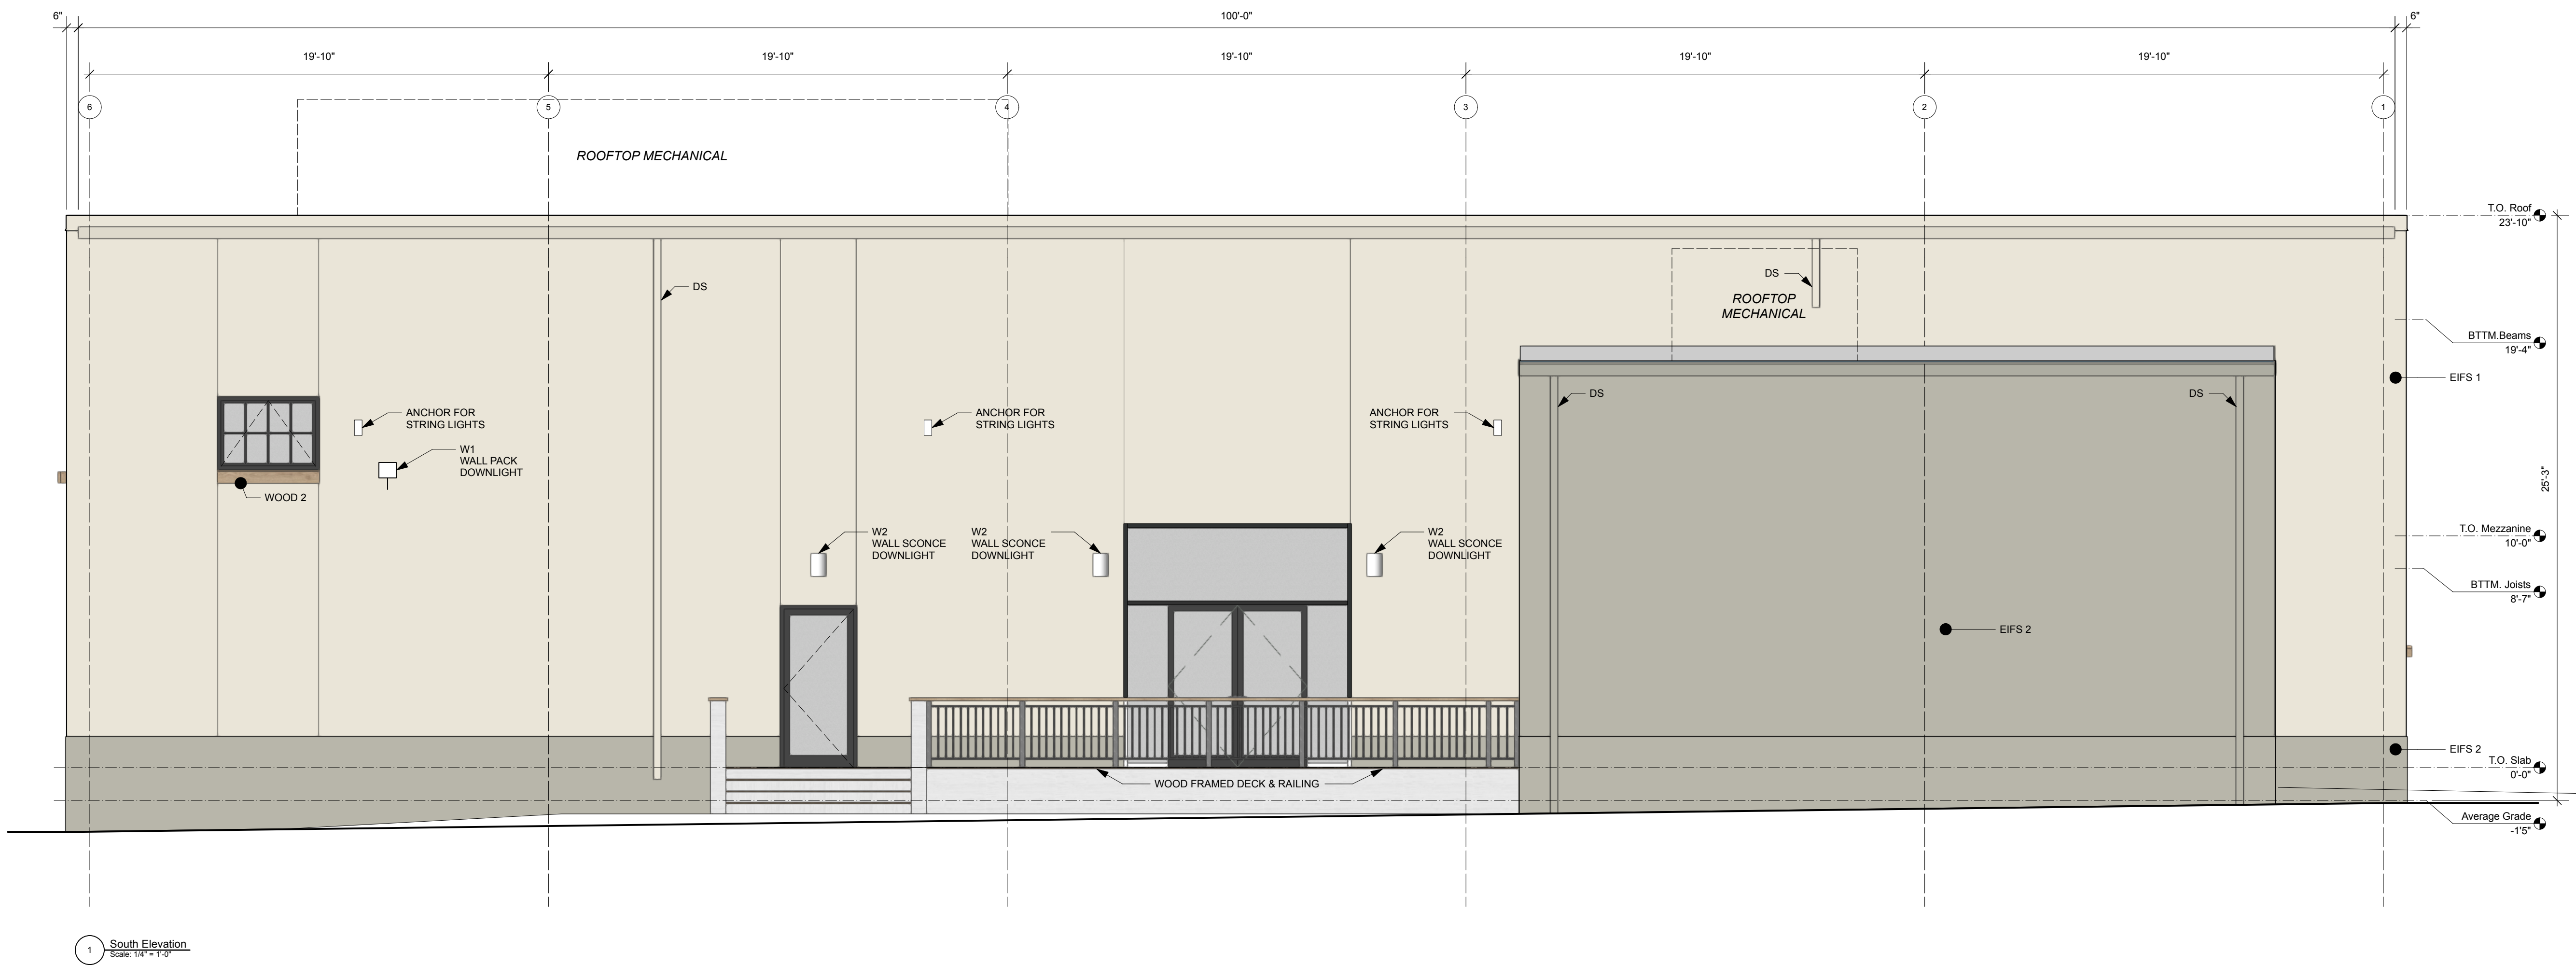 6"
100'-0"
6"
19'-10"
19'-10"
19'-10"
19'-10"
19'-10"
6
5
4
3
2
1
ROOFTOP MECHANICAL
T.O. Roof
23'-10"
DS
DS
ROOFTOP
MECHANICAL
BTTM.Beams
19'-4"
EIFS 1
DS
DS
ANCHOR FOR
STRING LIGHTS
ANCHOR FOR
STRING LIGHTS
ANCHOR FOR
STRING LIGHTS
W1
WALL PACK
DOWNLIGHT
WOOD 2
25'-3"
W2
WALL SCONCE
DOWNLIGHT
W2
WALL SCONCE
DOWNLIGHT
W2
WALL SCONCE
DOWNLIGHT
T.O. Mezzanine
10'-0"
BTTM. Joists
8'-7"
EIFS 2
EIFS 2
T.O. Slab
0'-0"
WOOD FRAMED DECK & RAILING
Average Grade
-1'5"
1
South Elevation
Scale: 1/4" = 1'-0"